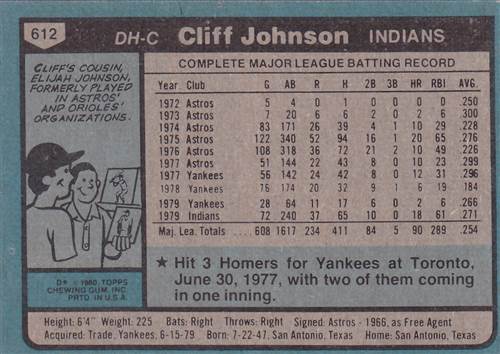 612 DH-C Cliff Johnson INDIANS
CLIFF'S COUSIN,
ELIJAH JOHNSON,
FORMERLY PLAYED
IN ASTROS'
AND ORIOLES'
ORGANIZATIONS.
D* © 1980 TOPPS
CHEWING GUM, INC.
PRTD. IN U.S.A.
COMPLETE MAJOR LEAGUE BATTING RECORD
Year Club G AB R H 2B 3B HR RBI AVG.
1972 Astros 5 4 0 1 0 0 0 0 .250
1973 Astros 7 20 6 6 2 0 2 6 .300
1974 Astros 83 171 26 39 4 1 10 29 .228
1975 Astros 122 340 52 94 16 1 20 65 .276
1976 Astros 108 318 36 72 21 2 10 49 .226
1977 Astros 51 144 22 43 8 0 10 23 .299
1977 Yankees 56 142 24 42 8 0 12 31 .296
1978 Yankees 76 174 20 32 9 1 6 19 .184
1979 Yankees 28 64 11 17 6 0 2 6 .266
1979 Indians 72 240 37 65 10 0 18 61 .271
Maj. Lea. Totals 608 1617 234 411 84 5 90 289 .254
★ Hit 3 Homers for Yankees at Toronto,
June 30, 1977, with two of them coming
in one inning.
Height: 6'4" Weight: 225 Bats: Right Throws: Right Signed: Astros - 1966, as Free Agent
Acquired: Trade, Yankees, 6-15-79 Born: 7-22-47, San Antonio, Texas Home: San Antonio, Texas